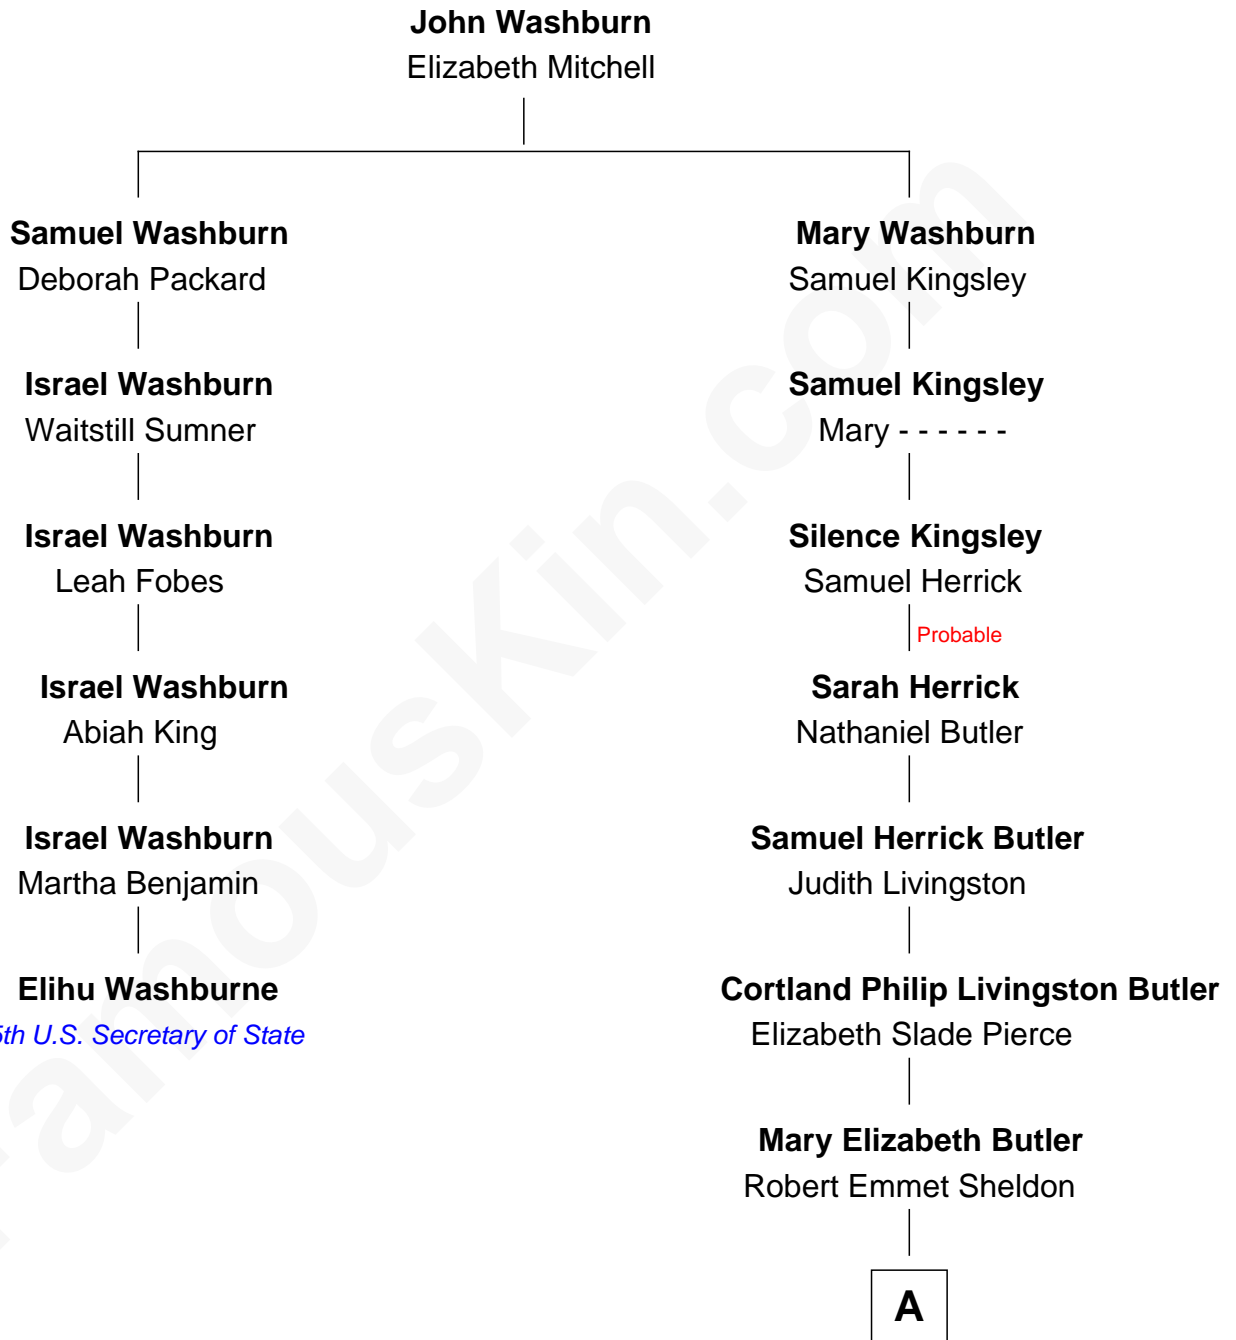 John Washburn
Elizabeth Mitchell
Samuel Washburn
Deborah Packard
Israel Washburn
Waitstill Sumner
Israel Washburn
Leah Fobes
Israel Washburn
Abiah King
Israel Washburn
Martha Benjamin
Elihu Washburne
5th U.S. Secretary of State
Mary Washburn
Samuel Kingsley
Samuel Kingsley
Mary - - - - - -
Silence Kingsley
Samuel Herrick
Probable
Sarah Herrick
Nathaniel Butler
Samuel Herrick Butler
Judith Livingston
Cortland Philip Livingston Butler
Elizabeth Slade Pierce
Mary Elizabeth Butler
Robert Emmet Sheldon
A
FamousKin.com